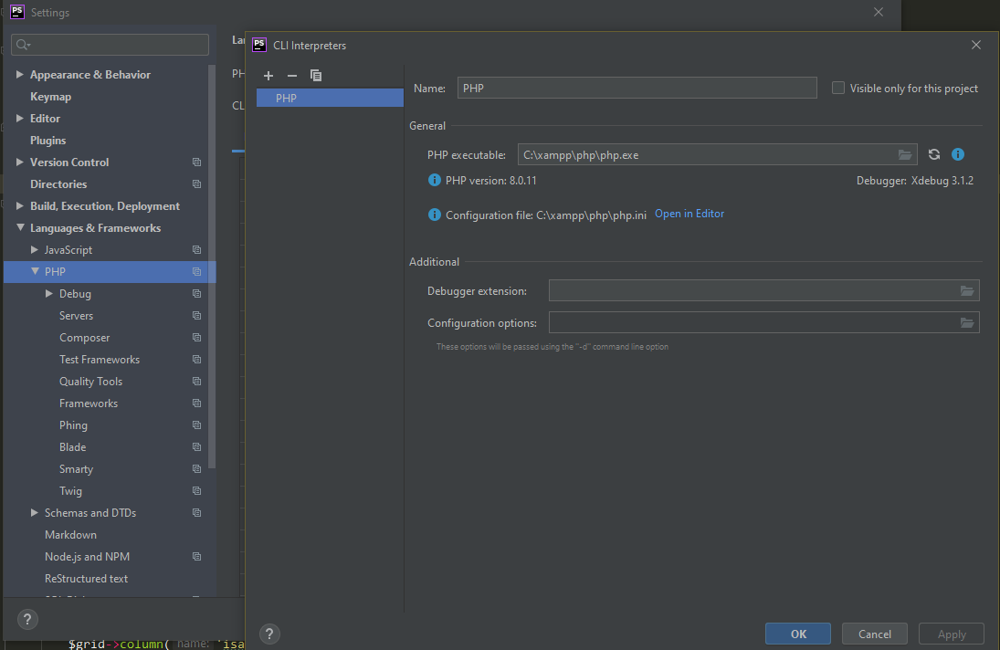 PS Settings
Appearance & Behavior
Keymap
Editor
Plugins
Version Control
Directories
Build, Execution, Deployment
Languages & Frameworks
JavaScript
PHP
Debug
Servers
Composer
Test Frameworks
Quality Tools
Frameworks
Phing
Blade
Smarty
Twig
Schemas and DTDs
Markdown
Node.js and NPM
ReStructured text
?
La
PH
CL
PS CLI Interpreters
PHP
Name: PHP
Visible only for this project
General
PHP executable: C:\xampp\php\php.exe
PHP version: 8.0.11
Debugger: Xdebug 3.1.2
Configuration file: C:\xampp\php\php.ini Open in Editor
Additional
Debugger extension:
Configuration options:
These options will be passed using the "-d" command line option
?
OK
Cancel
Apply
$grid->column( name: 'isa